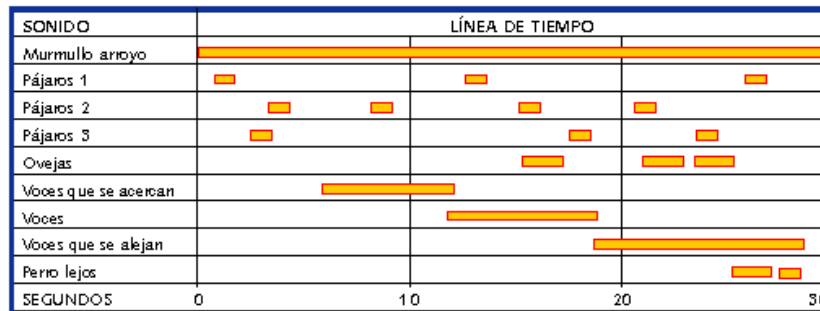 SONIDO LÍNEA DE TIEMPO
Murmullo arroyo
Pájaros 1
Pájaros 2
Pájaros 3
Ovejas
Voces que se acercan
Voces
Voces que se alejan
Perro lejos
SEGUNDOS 0 10 20 30